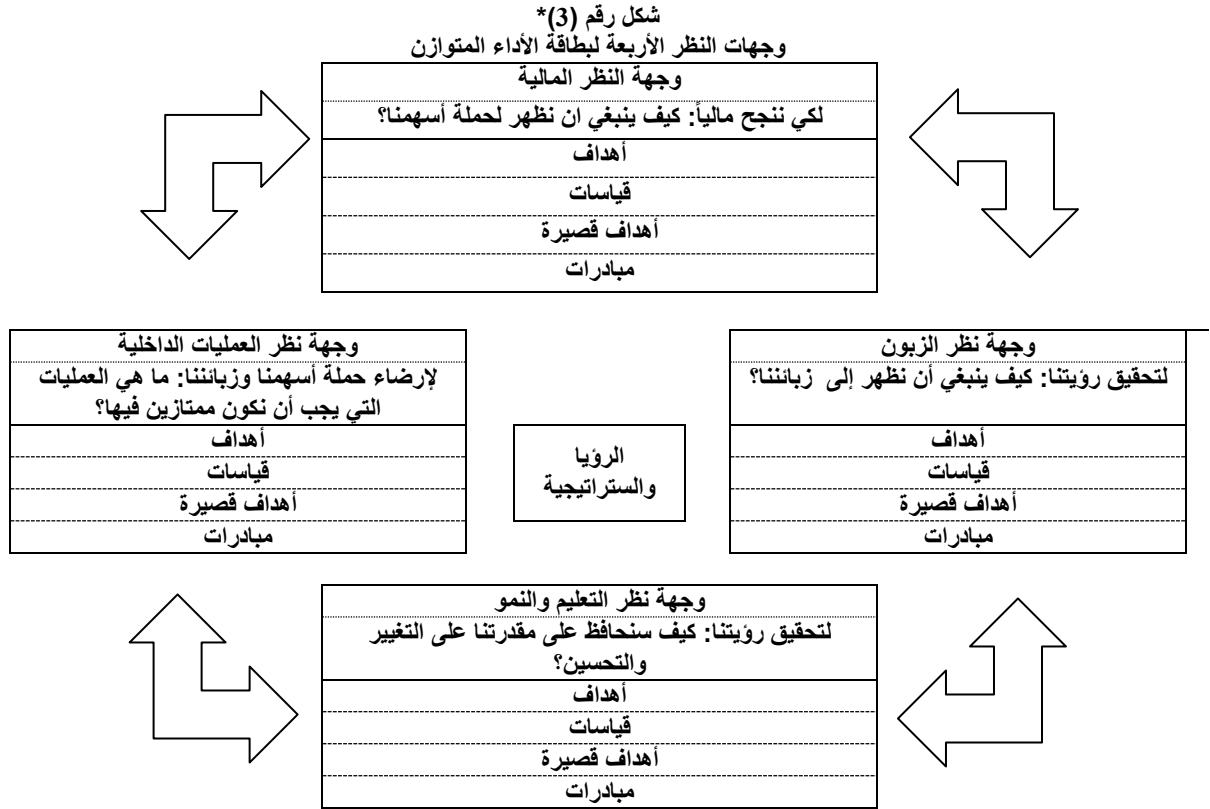 شكل رقم (3)*
وجهات النظر الأربعة لبطاقة الأداء المتوازن
وجهة النظر المالية
لكي ننجح مالياً: كيف ينبغي ان نظهر لحملة أسهمنا؟
أهداف
قياسات
أهداف قصيرة
مبادرات
وجهة نظر الزبون
لتحقيق رؤيتنا: كيف ينبغي أن نظهر إلى زبائننا؟
أهداف
قياسات
أهداف قصيرة
مبادرات
الرؤيا
والستراتيجية
وجهة نظر العمليات الداخلية
لإرضاء حملة أسهمنا وزبائننا: ما هي العمليات
التي يجب أن نكون ممتازين فيها؟
أهداف
قياسات
أهداف قصيرة
مبادرات
وجهة نظر التعليم والنمو
لتحقيق رؤيتنا: كيف سنحافظ على مقدرتنا على التغيير
والتحسين؟
أهداف
قياسات
أهداف قصيرة
مبادرات